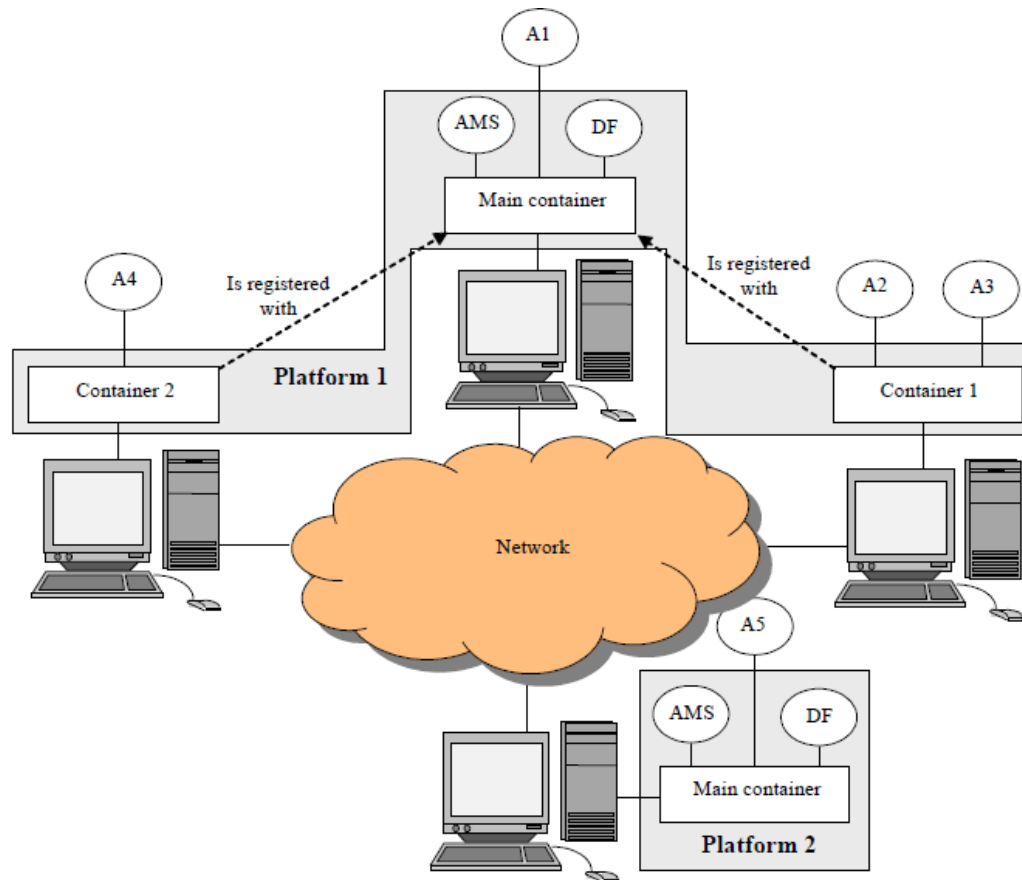 A1
AMS
DF
Main container
Is registered
with
Is registered
with
A4
A2
A3
Platform 1
Container 2
Container 1
Network
A5
AMS
DF
Main container
Platform 2